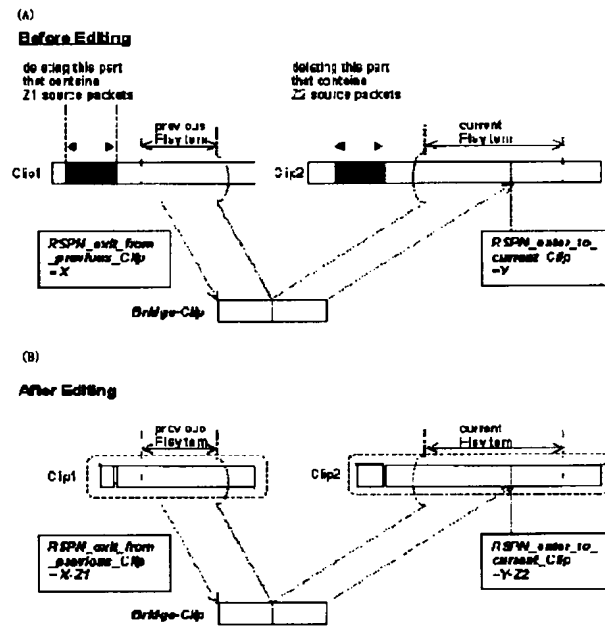 (A)
Before Editing
deleting this part
that contains
Z1 source packets
deleting this part
that contains
Z2 source packets
previous
PlayItem
current
PlayItem
Clip1
Clip2
RSPN_exit_from
_previous_Clip
=X
RSPN_enter_to_
current_Clip
=Y
Bridge-Clip
(B)
After Editing
previous
PlayItem
current
PlayItem
Clip1
Clip2
RSPN_exit_from
_previous_Clip
=X-Z1
RSPN_enter_to_
current_Clip
=Y-Z2
Bridge-Clip